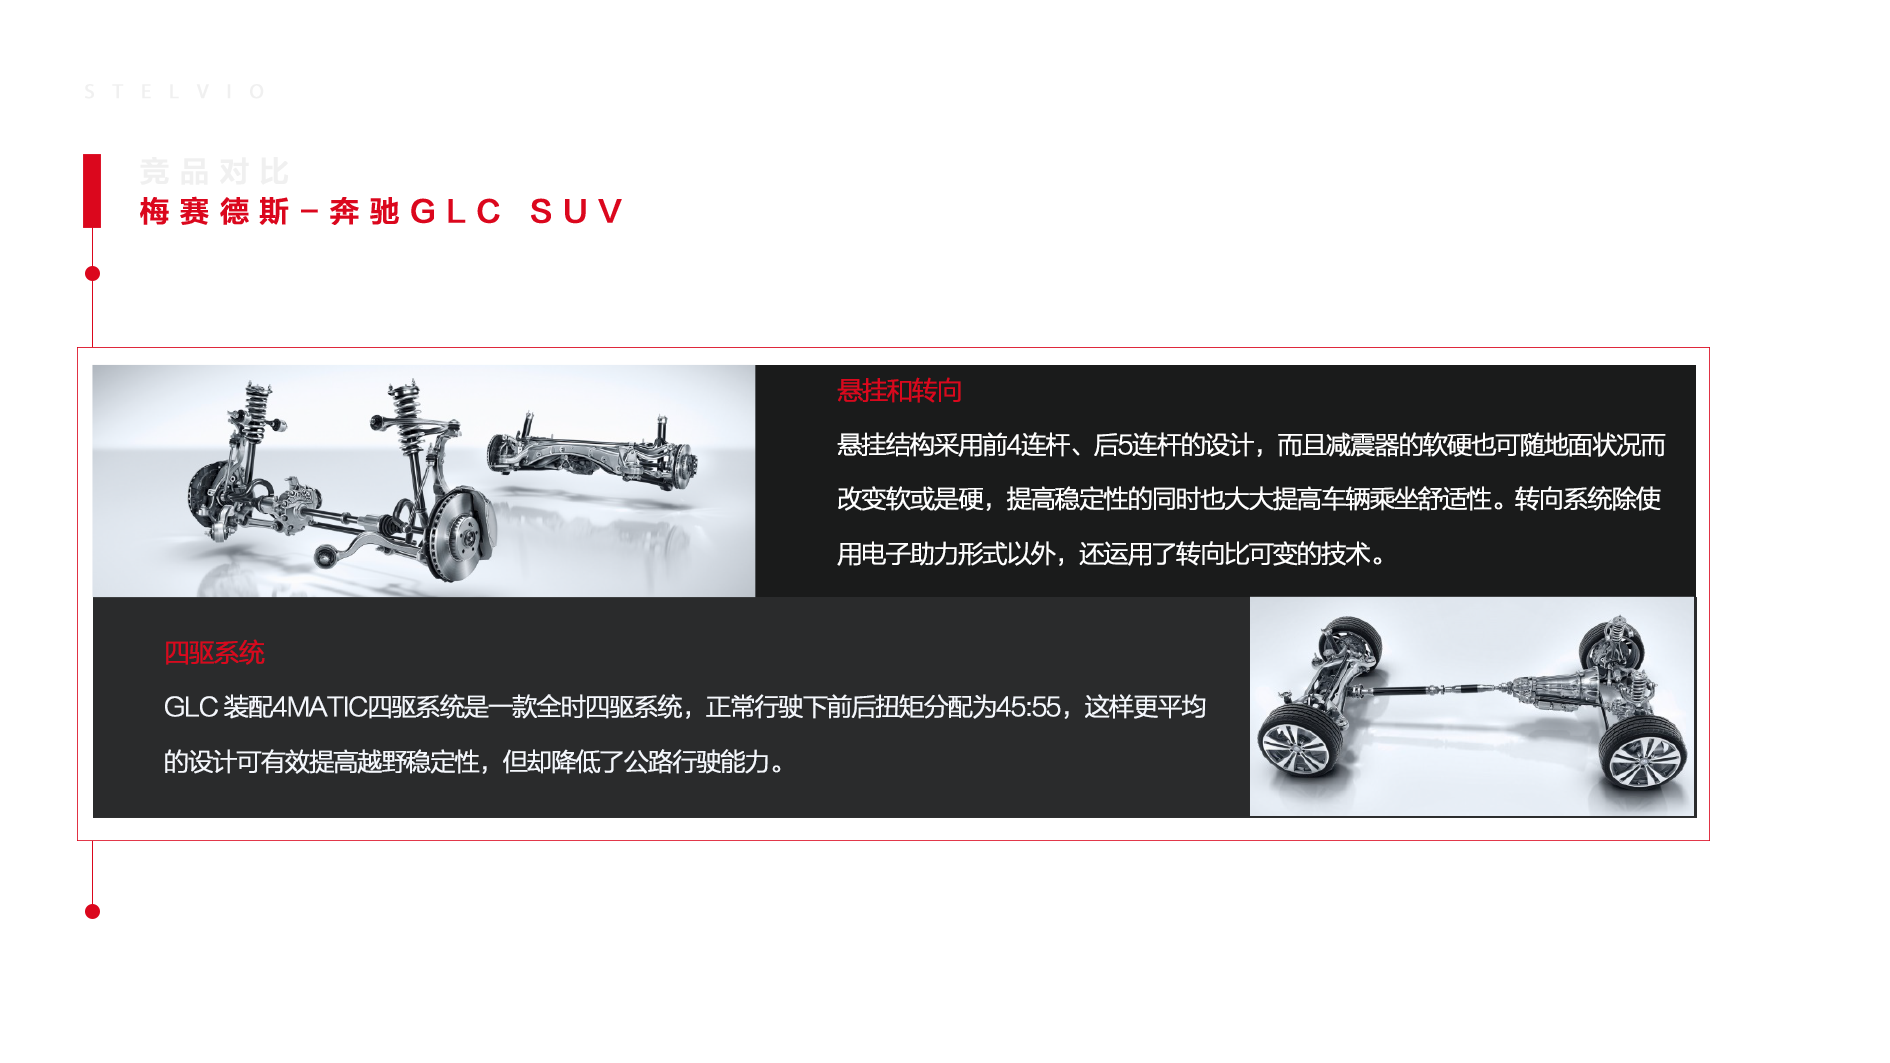 STELVIO
竞品对比
梅赛德斯-奔驰GLC SUV
悬挂和转向
悬挂结构采用前4连杆、后5连杆的设计，而且减震器的软硬也可随地面状况而
改变软或是硬，提高稳定性的同时也大大提高车辆乘坐舒适性。转向系统除使
用电子助力形式以外，还运用了转向比可变的技术。
四驱系统
GLC 装配4MATIC四驱系统是一款全时四驱系统，正常行驶下前后扭矩分配为45:55，这样更平均
的设计可有效提高越野稳定性，但却降低了公路行驶能力。